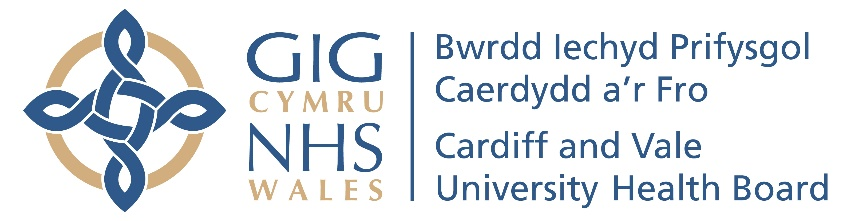 GIG
CYMRU
NHS
WALES
Bwrdd Iechyd Prifysgol
Caerdydd a'r Fro
Cardiff and Vale
University Health Board